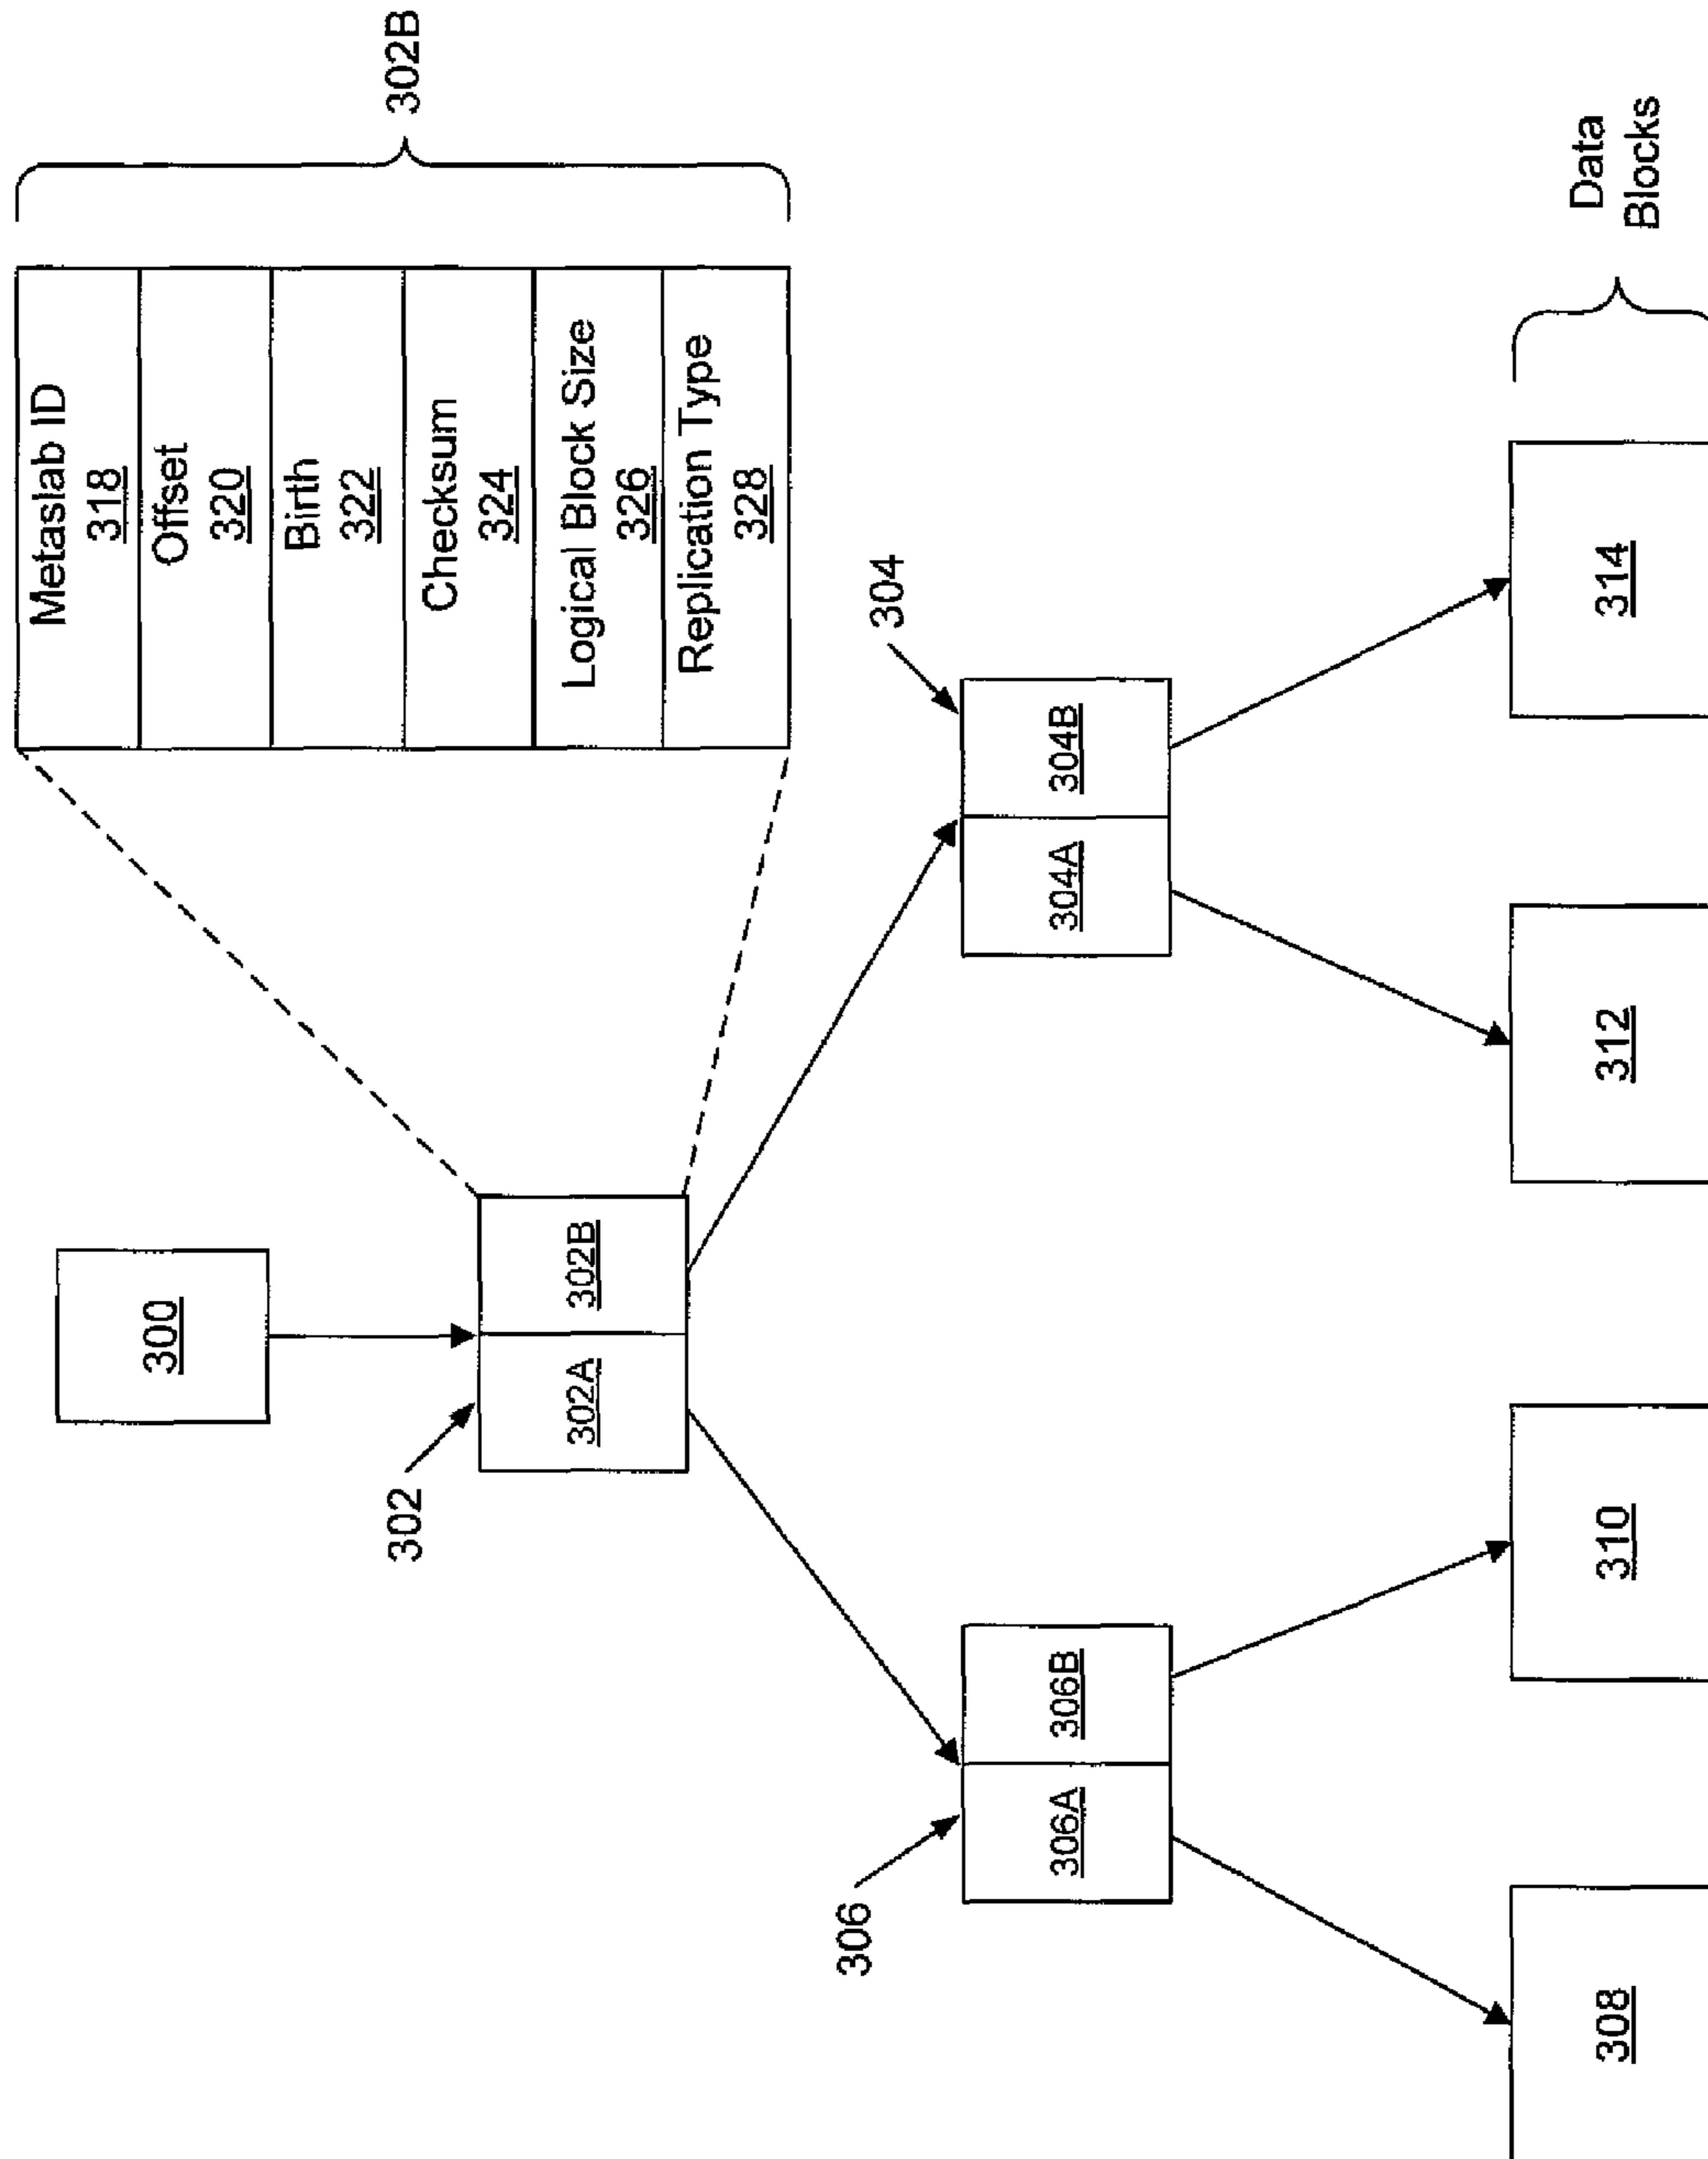 300
302
302A
302B
Metaslab ID
318
Offset
320
Birth
322
Checksum
324
Logical Block Size
326
Replication Type
328
302B
306
306A
306B
304A
304B
304
308
310
312
314
Data
Blocks